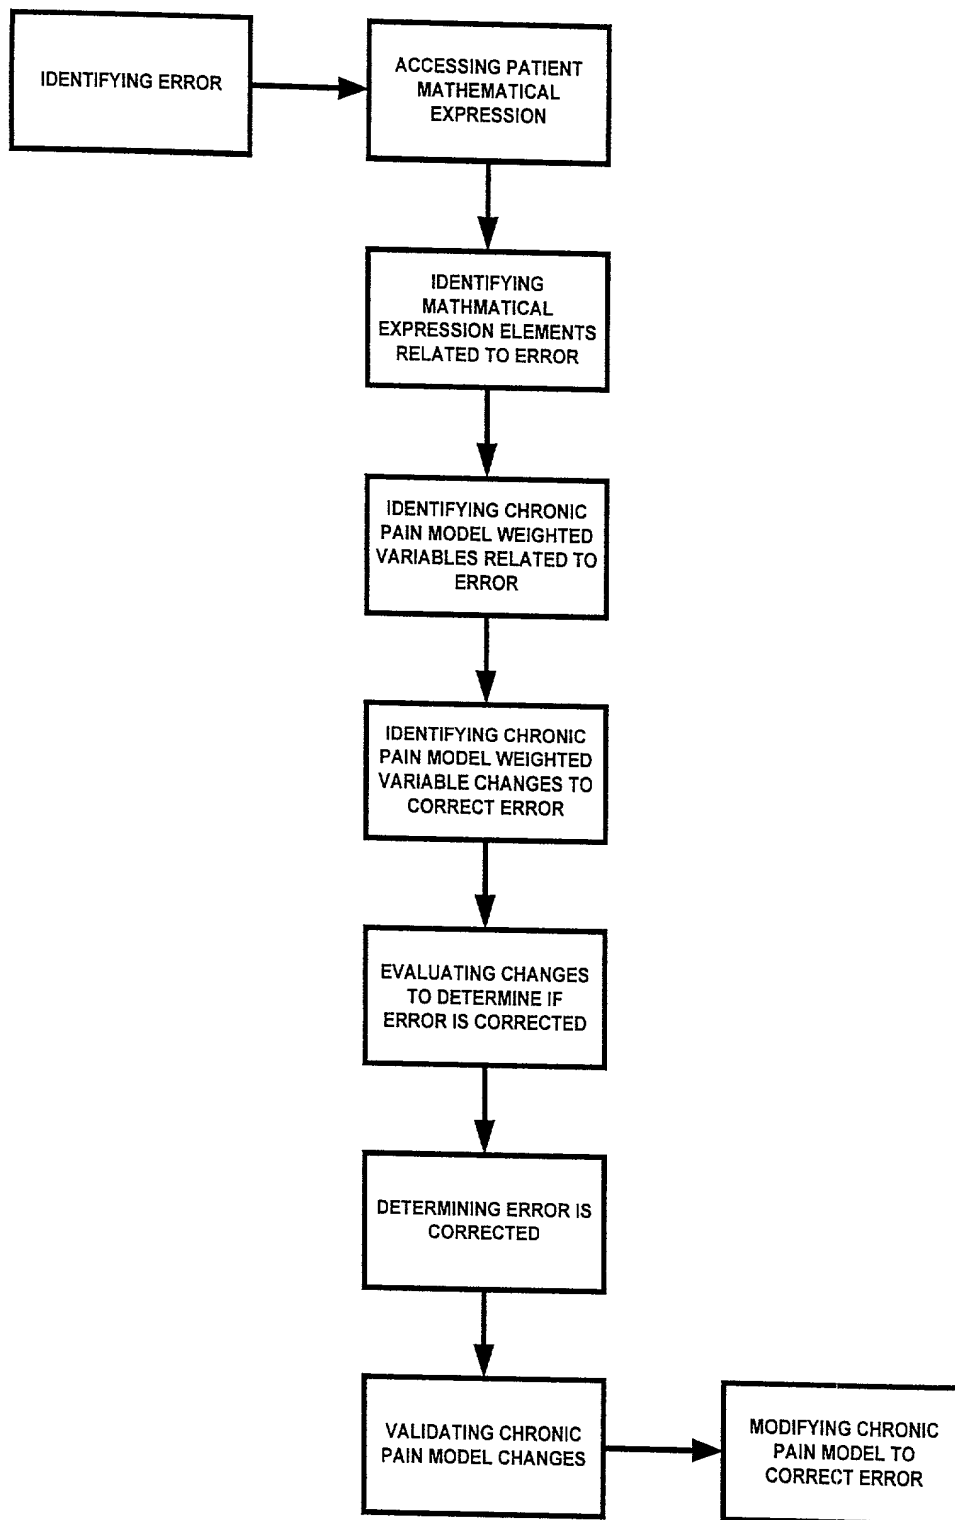 IDENTIFYING ERROR
ACCESSING PATIENT
MATHEMATICAL
EXPRESSION
IDENTIFYING
MATHMATICAL
EXPRESSION ELEMENTS
RELATED TO ERROR
IDENTIFYING CHRONIC
PAIN MODEL WEIGHTED
VARIABLES RELATED TO
ERROR
IDENTIFYING CHRONIC
PAIN MODEL WEIGHTED
VARIABLE CHANGES TO
CORRECT ERROR
EVALUATING CHANGES
TO DETERMINE IF
ERROR IS CORRECTED
DETERMINING ERROR IS
CORRECTED
VALIDATING CHRONIC
PAIN MODEL CHANGES
MODIFYING CHRONIC
PAIN MODEL TO
CORRECT ERROR